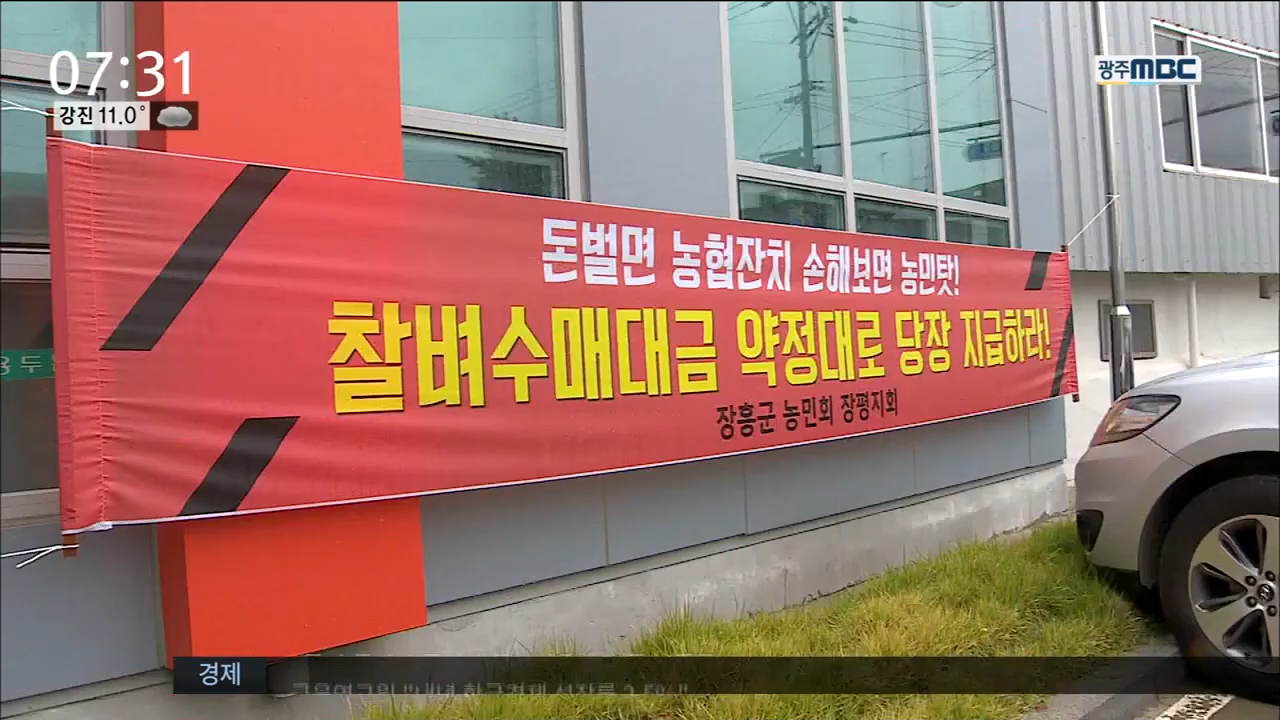 07:31
강진 11.0°
광주MBC
돈벌면 농협잔치 손해보면 농민탓!
찰벼수매대금 약정대로 당장 지급하라!
장흥군 농민회 장평지회
경제